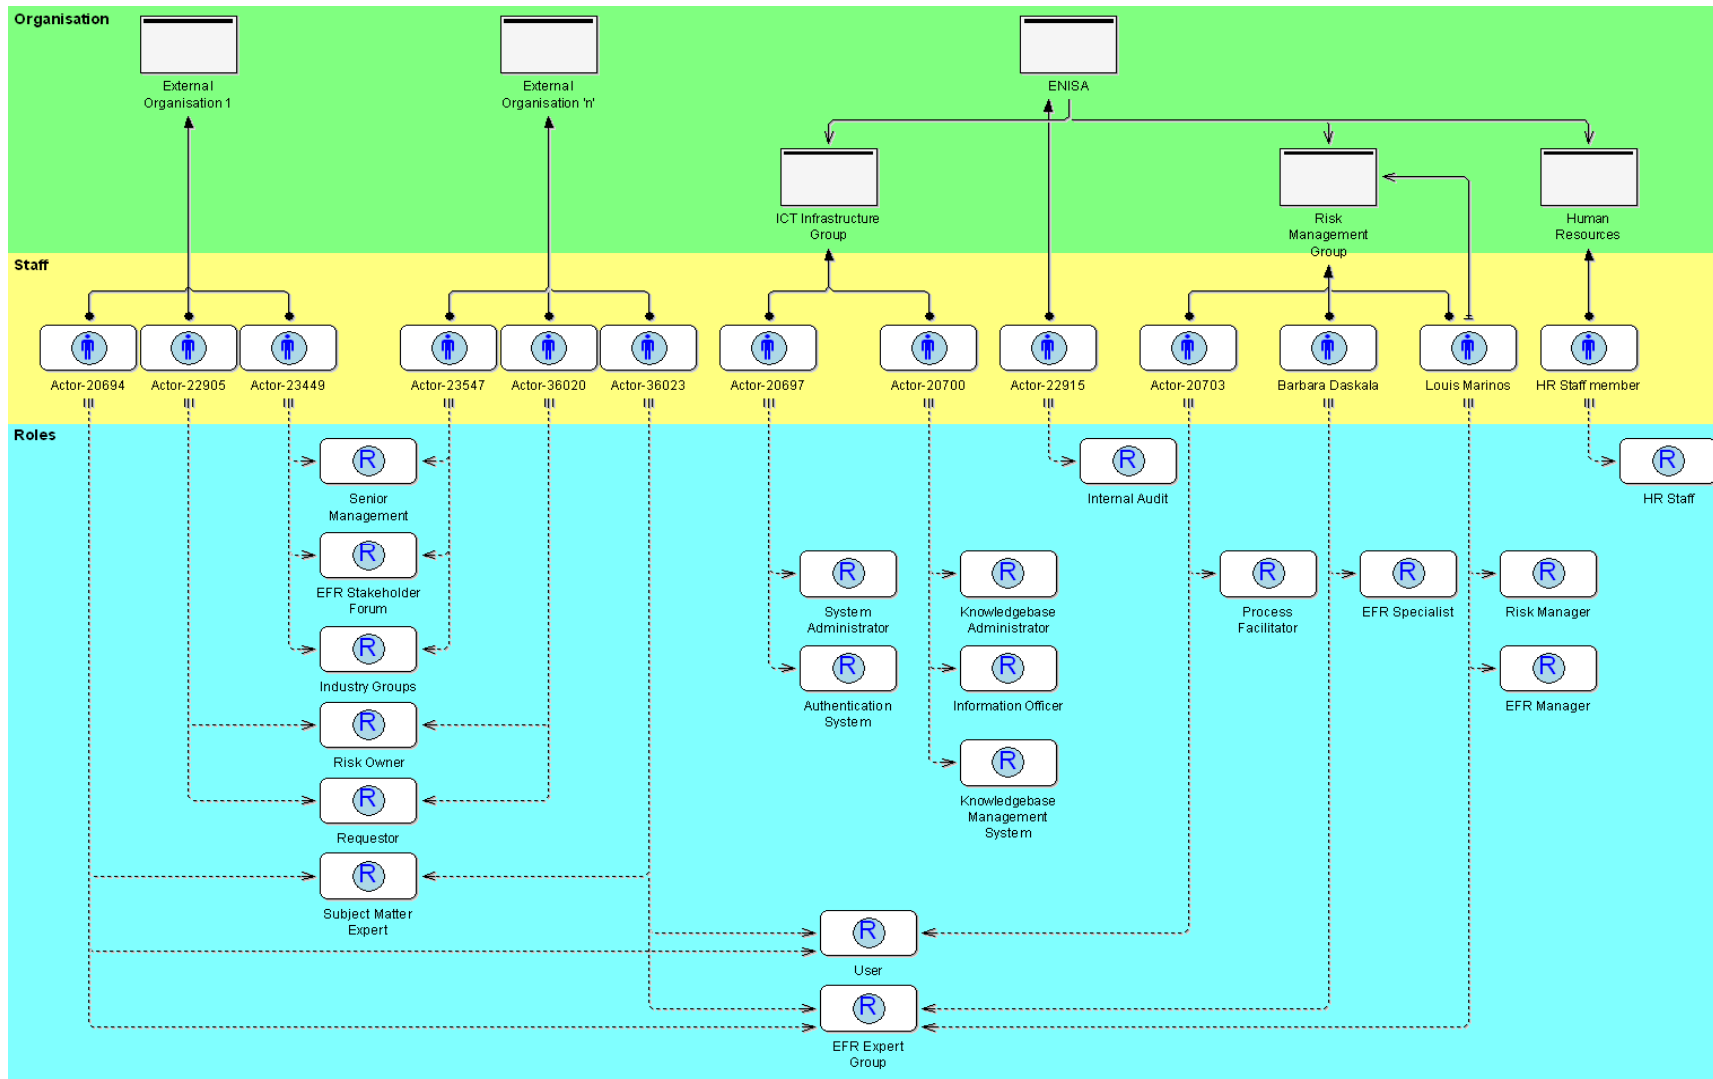 Organisation
External
Organisation 1
External
Organisation 'n'
ENISA
ICT Infrastructure
Group
Risk
Management
Group
Human
Resources
Staff
Actor-20694
Actor-22905
Actor-23449
Actor-23547
Actor-36020
Actor-36023
Actor-20697
Actor-20700
Actor-22915
Actor-20703
Barbara Daskala
Louis Marinos
HR Staff member
Roles
R
Senior
Management
R
Internal Audit
R
HR Staff
R
EFR Stakeholder
Forum
R
System
Administrator
R
Knowledgebase
Administrator
R
Process
Facilitator
R
EFR Specialist
R
Risk Manager
R
Industry Groups
R
Authentication
System
R
Information Officer
R
EFR Manager
R
Risk Owner
R
Knowledgebase
Management
System
R
Requestor
R
Subject Matter
Expert
R
User
R
EFR Expert
Group